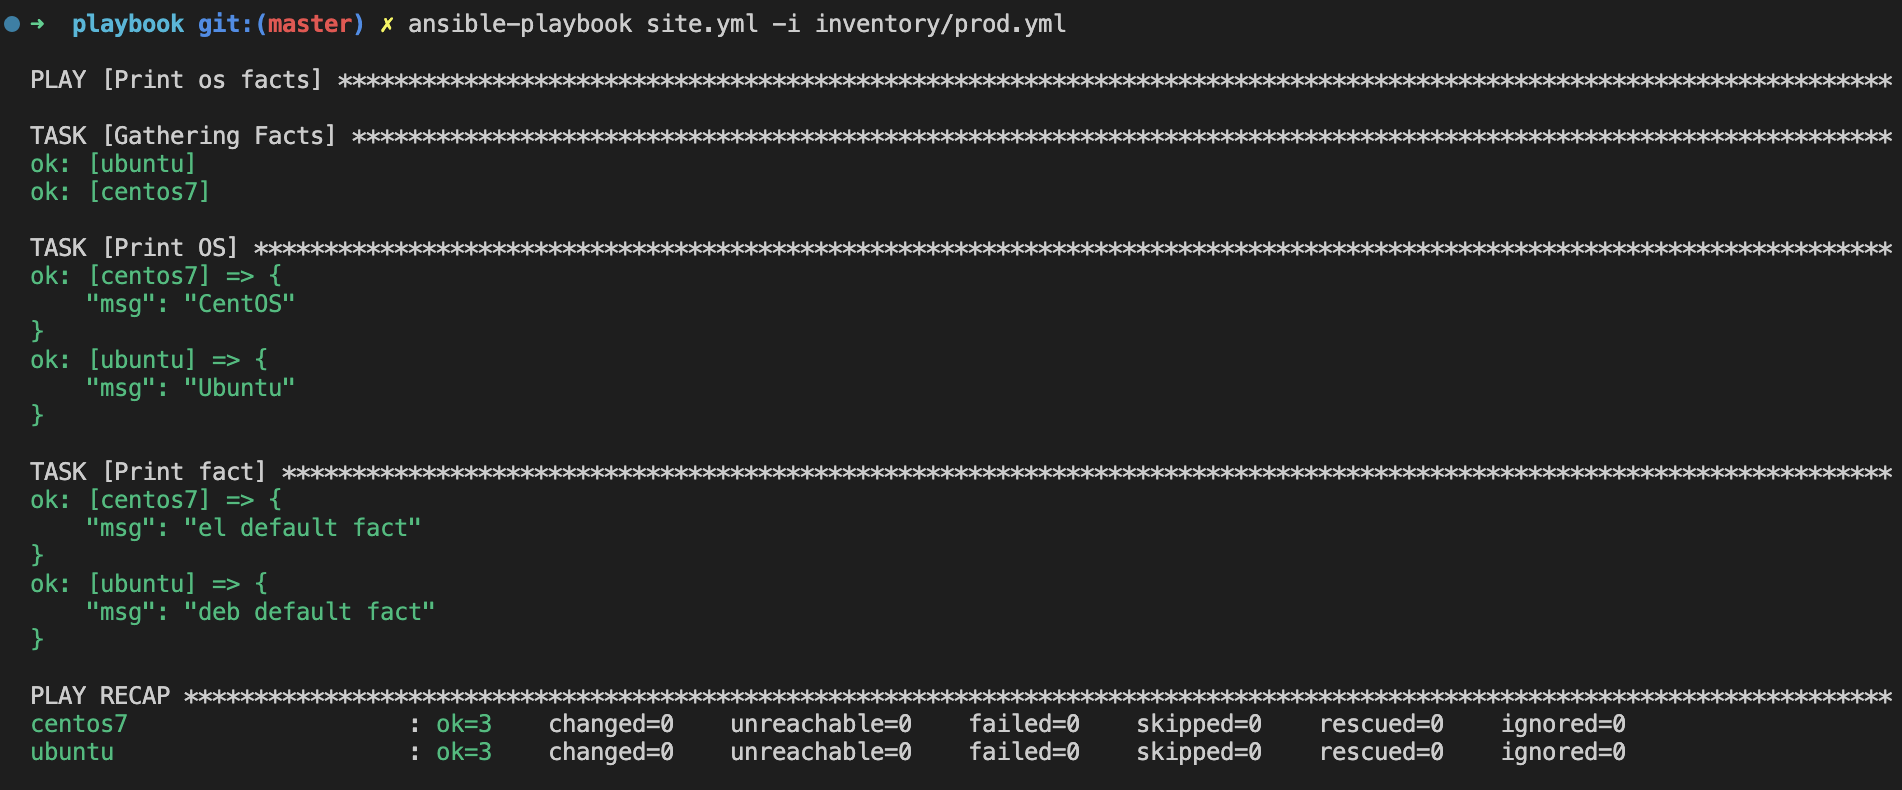 ➜  playbook git:(master) ✗ ansible-playbook site.yml -i inventory/prod.yml
PLAY [Print os facts] ***************************************************************************************************************
TASK [Gathering Facts] **************************************************************************************************************
ok: [ubuntu]
ok: [centos7]
TASK [Print OS] *********************************************************************************************************************
ok: [centos7] => {
    "msg": "CentOS"
}
ok: [ubuntu] => {
    "msg": "Ubuntu"
}
TASK [Print fact] *******************************************************************************************************************
ok: [centos7] => {
    "msg": "el default fact"
}
ok: [ubuntu] => {
    "msg": "deb default fact"
}
PLAY RECAP **************************************************************************************************************************
centos7                    : ok=3    changed=0    unreachable=0    failed=0    skipped=0    rescued=0    ignored=0
ubuntu                     : ok=3    changed=0    unreachable=0    failed=0    skipped=0    rescued=0    ignored=0